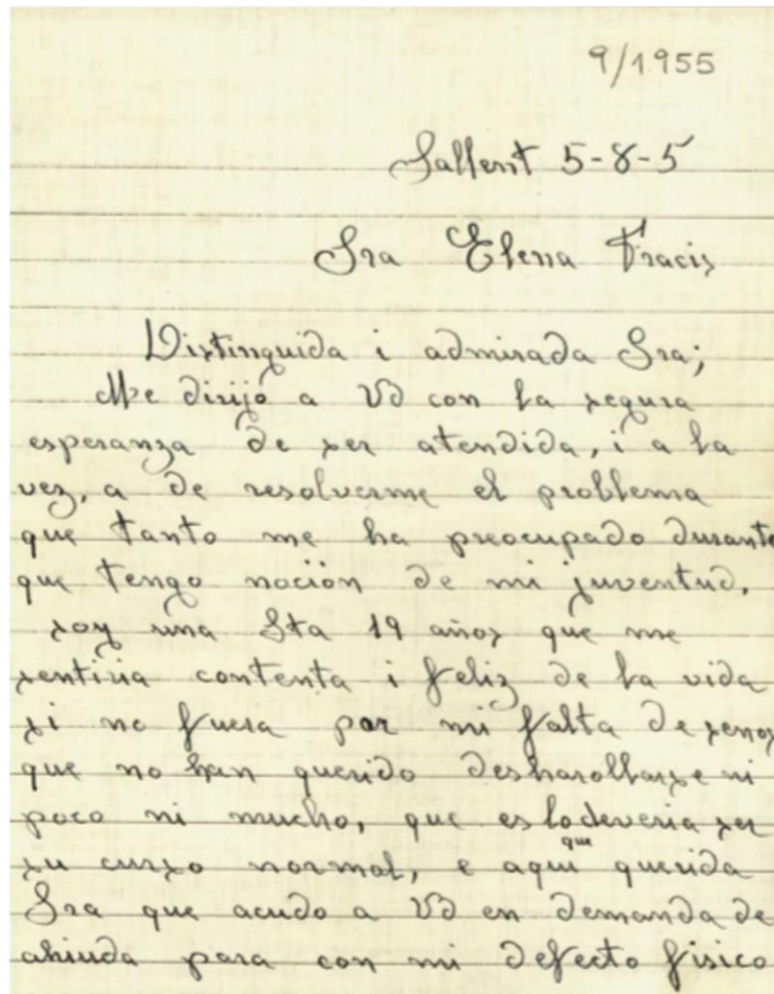 9/1955
Sallent 5-8-5
Sra Elena Fracis
Distinguida i admirada Sra;
Me dirijo a Vd con la segura
esperanza de ser atendida, i a la
vez, a de resolverme el problema
que tanto me ha preocupado durante
que tengo noción de mi juventud.
soy una Sta 19 años que me
sentiria contenta i feliz de la vida
si no fuera por mi falta de senos
que no han querido desharollarse ni
poco ni mucho, que es lo deveria ser
que
su curso normal, e aqui querida
Sra que acudo a Vd en demanda de
ahiuda para con mi defecto fisico